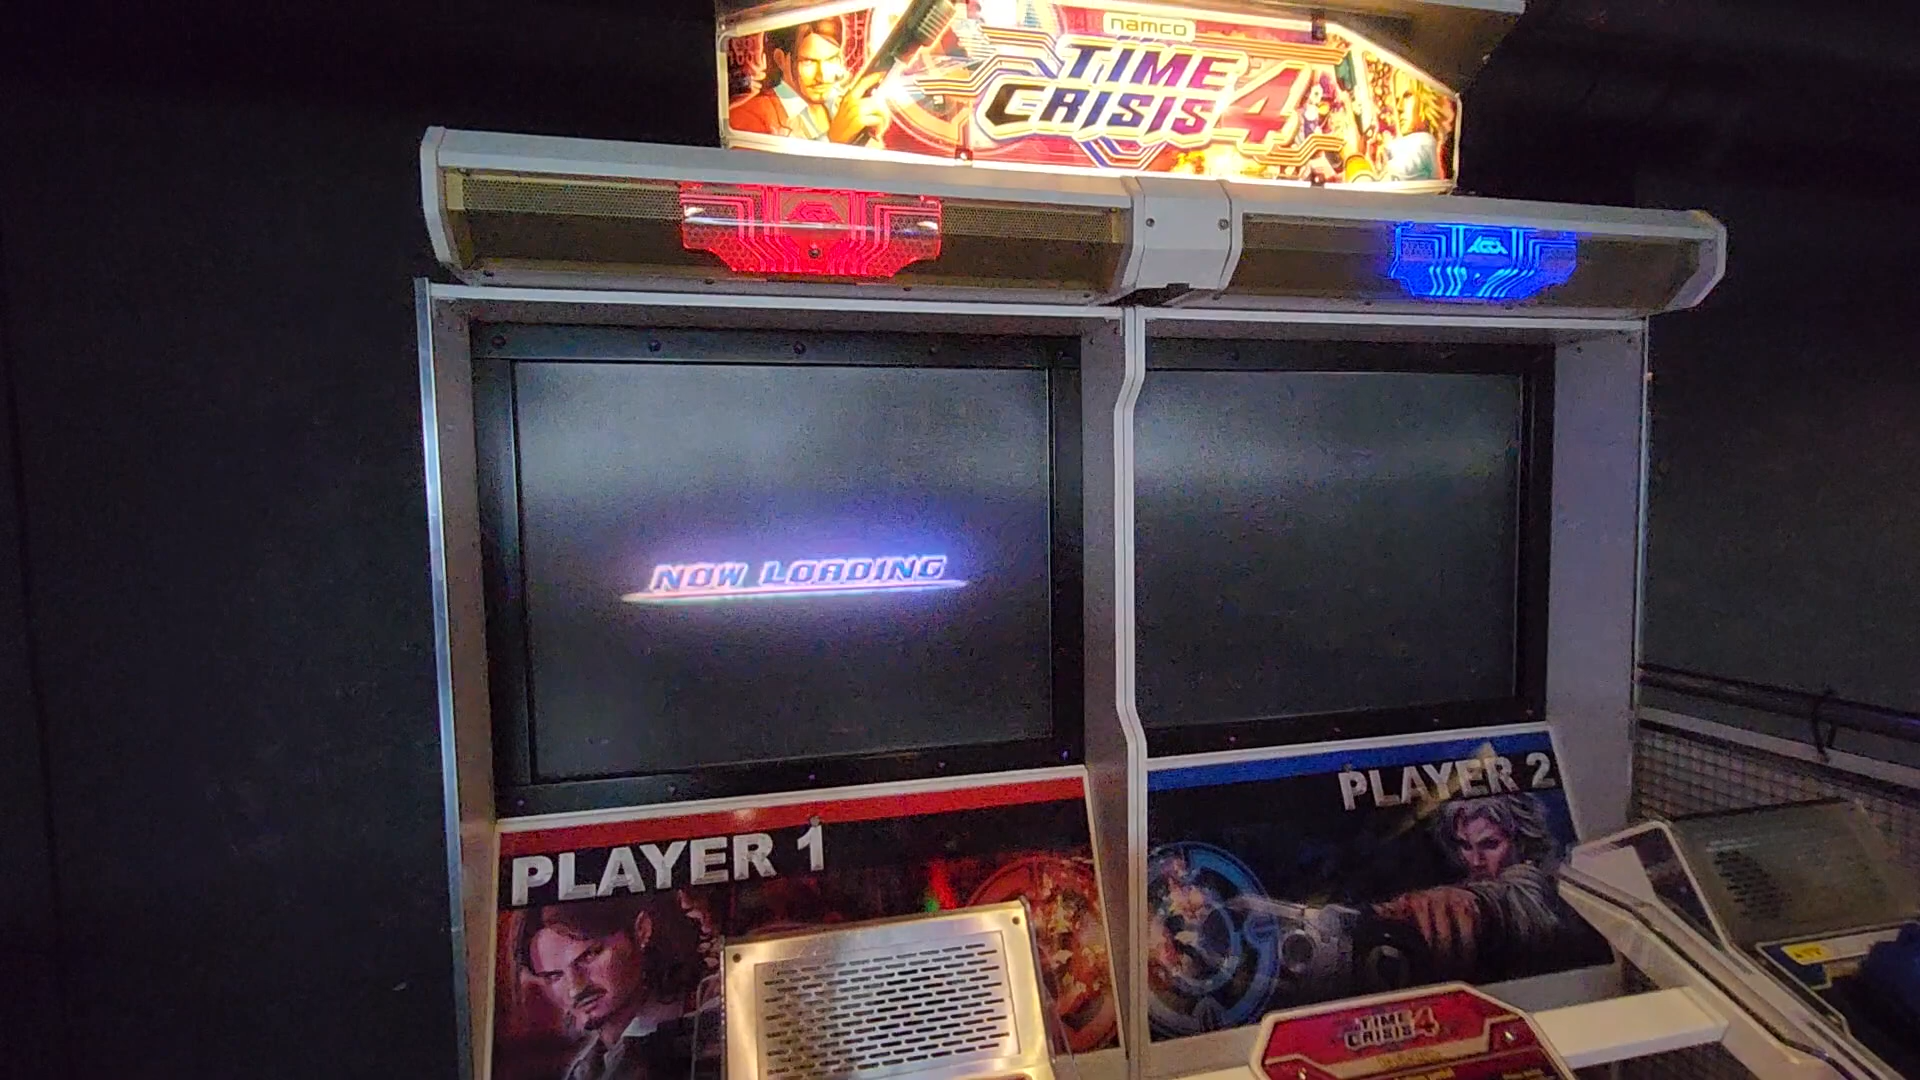 namco
TIME
CRISIS 4
NOW LOADING
PLAYER 1
PLAYER 2
TIME
CRISIS 4